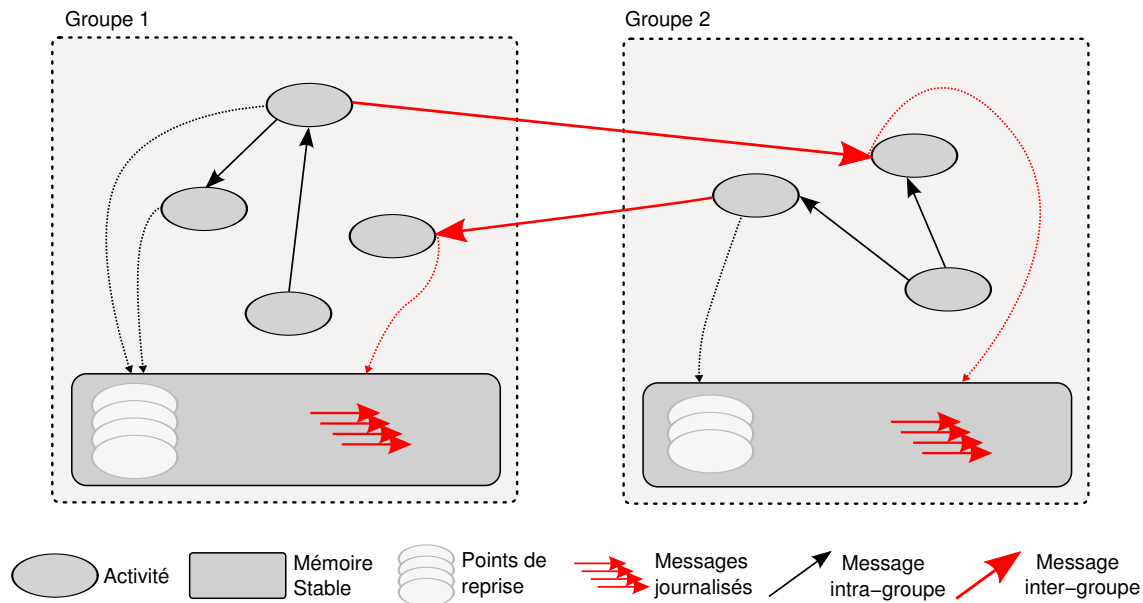 Groupe 1
Groupe 2
Activité
Mémoire
Stable
Points de
reprise
Messages
journalisés
Message
intra-groupe
Message
inter-groupe